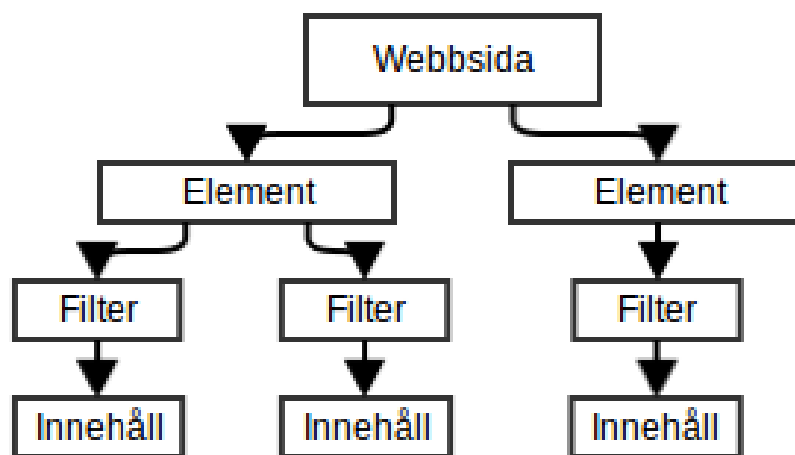 Webbsida
Element
Element
Filter
Filter
Filter
Innehåll
Innehåll
Innehåll